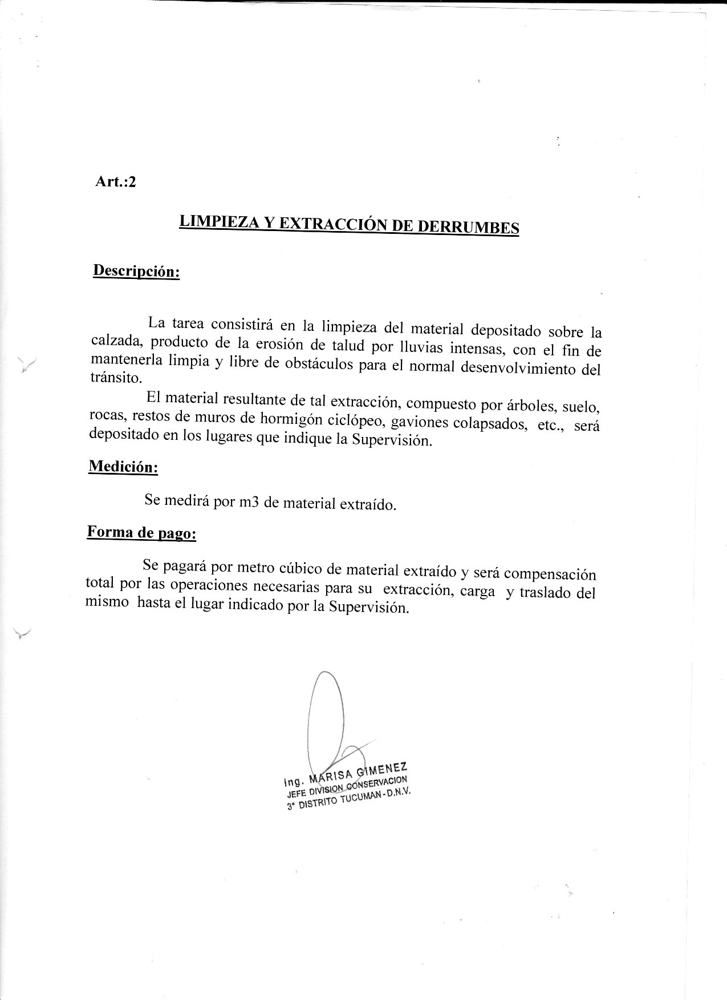 Art.:2
LIMPIEZA Y EXTRACCIÓN DE DERRUMBES
Descripción:
La tarea consistirá en la limpieza del material depositado sobre la
calzada, producto de la erosión de talud por lluvias intensas, con el fin de
mantenerla limpia y libre de obstáculos para el normal desenvolvimiento del
tránsito.
El material resultante de tal extracción, compuesto por árboles, suelo,
rocas, restos de muros de hormigón ciclópeo, gaviones colapsados, etc., será
depositado en los lugares que indique la Supervisión.
Medición:
Se medirá por m3 de material extraído.
Forma de pago:
Se pagará por metro cúbico de material extraído y será compensación
total por las operaciones necesarias para su extracción, carga y traslado del
mismo hasta el lugar indicado por la Supervisión.
Ing. MARISA GIMENEZ
JEFE DIVISION CONSERVACION
3° DISTRITO TUCUMAN-D.N.V.